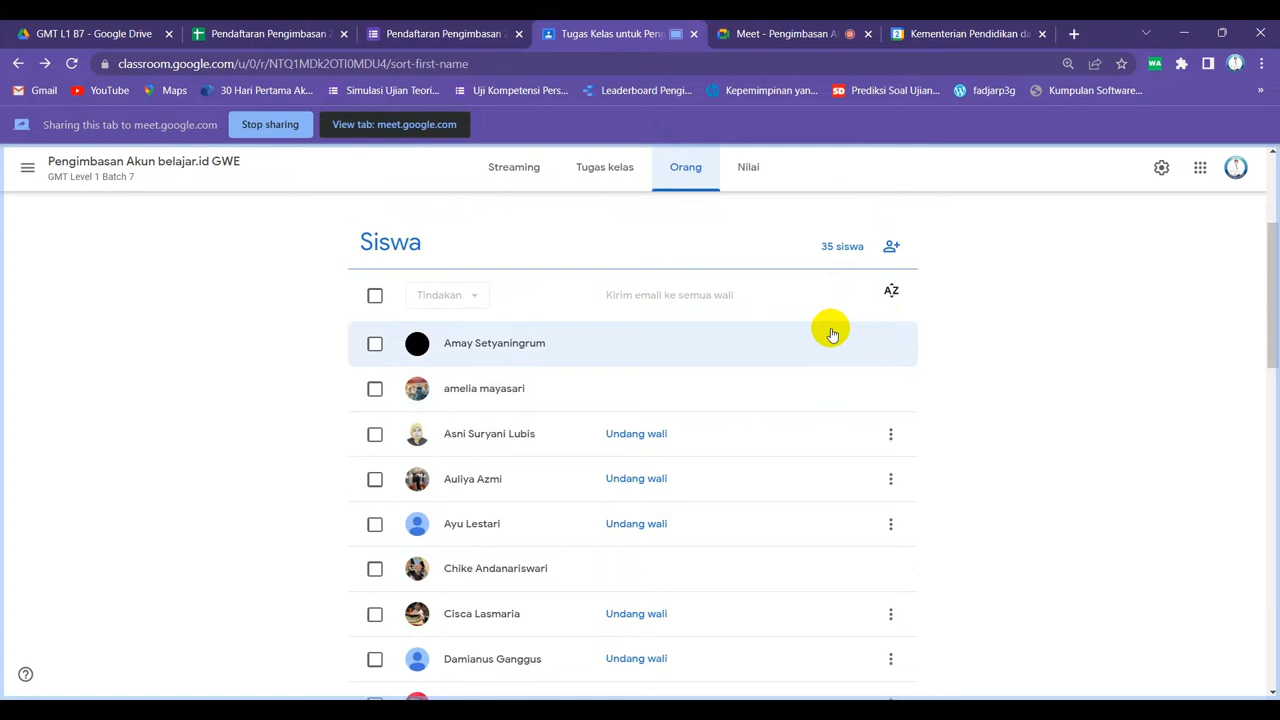 GMT L1 B7 - Google Drive
Pendaftaran Pengimbasan 2
Pendaftaran Pengimbasan 2
Tugas Kelas untuk Pen
Meet - Pengimbasan A
Kementerian Pendidikan da
classroom.google.com/u/0/r/NTQ1MDk2OTI0MDU4/sort-first-name
WA
Gmail
YouTube
Maps
30 Hari Pertama Ak...
Simulasi Ujian Teori...
Uji Kompetensi Pers...
Leaderboard Pengi...
Kepemimpinan yan...
SD Prediksi Soal Ujian...
fadjarp3g
Kumpulan Software...
»
Sharing this tab to meet.google.com
Stop sharing
View tab: meet.google.com
Pengimbasan Akun belajar.id GWE
GMT Level 1 Batch 7
Streaming
Tugas kelas
Orang
Nilai
Siswa
35 siswa
Tindakan
Kirim email ke semua wali
AZ
Amay Setyaningrum
amelia mayasari
Asni Suryani Lubis
Undang wali
Auliya Azmi
Undang wali
Ayu Lestari
Undang wali
Chike Andanariswari
Cisca Lasmaria
Undang wali
Damianus Ganggus
Undang wali